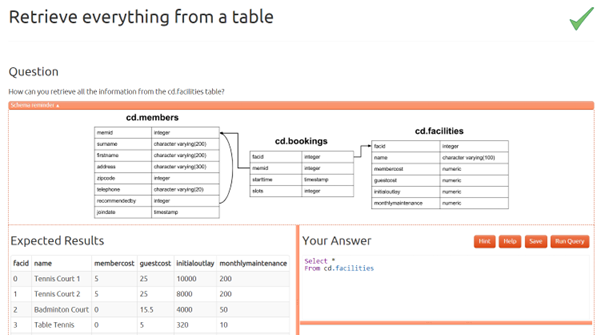 Retrieve everything from a table
Question
How can you retrieve all the information from the cd.facilities table?
Schema reminder ▲
cd.members
memid integer
surname character varying(200)
firstname character varying(200)
address character varying(300)
zipcode integer
telephone character varying(20)
recommendedby integer
joindate timestamp
cd.bookings
facid integer
memid integer
starttime timestamp
slots integer
cd.facilities
facid integer
name character varying(100)
membercost numeric
guestcost numeric
initialoutlay numeric
monthlymaintenance numeric
Expected Results
facid name membercost guestcost initialoutlay monthlymaintenance
0 Tennis Court 1 5 25 10000 200
1 Tennis Court 2 5 25 8000 200
2 Badminton Court 0 15.5 4000 50
3 Table Tennis 0 5 320 10
Your Answer
Hint Help Save Run Query
Select *
From cd.facilities